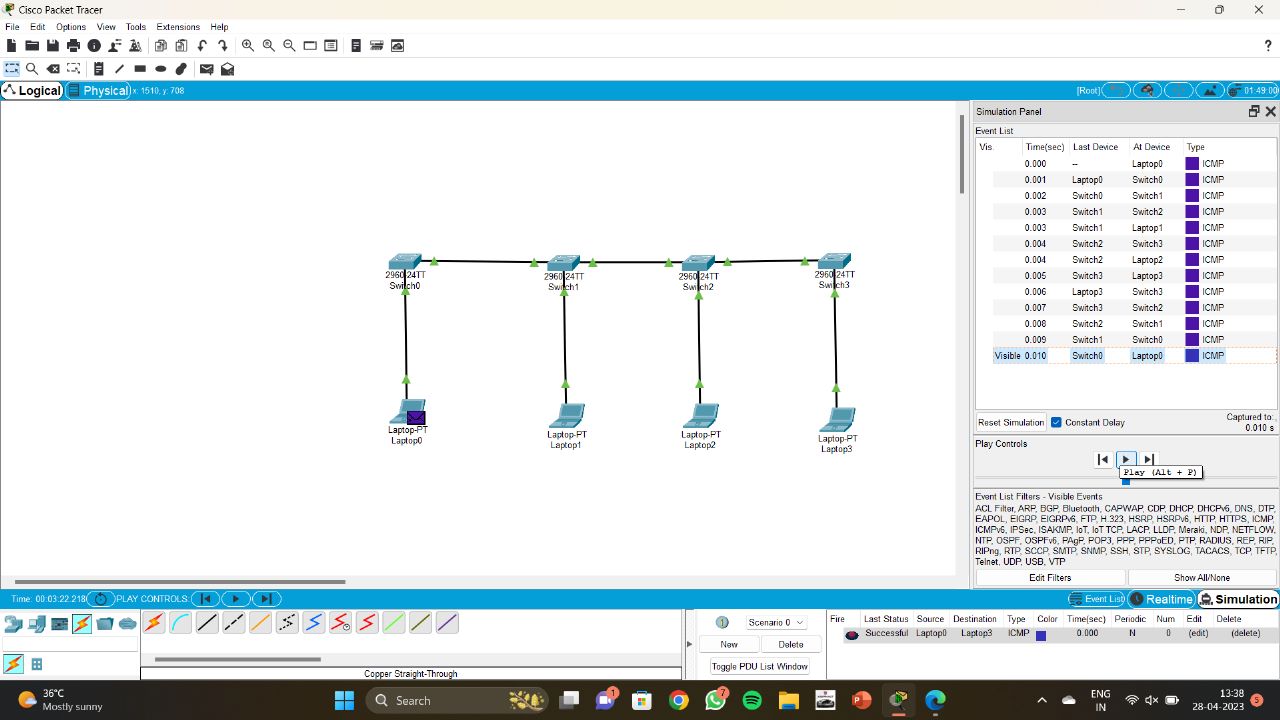 Cisco Packet Tracer
File Edit Options View Tools Extensions Help
?
Logical Physical x: 1510, y: 708 [Root] 01:49:00
Simulation Panel
Event List
Vis. Time(sec) Last Device At Device Type
0.000 -- Laptop0 ICMP
0.001 Laptop0 Switch0 ICMP
0.002 Switch0 Switch1 ICMP
0.003 Switch1 Switch2 ICMP
0.003 Switch1 Laptop1 ICMP
0.004 Switch2 Switch3 ICMP
0.004 Switch2 Laptop2 ICMP
0.005 Switch3 Laptop3 ICMP
0.006 Laptop3 Switch3 ICMP
0.007 Switch3 Switch2 ICMP
0.008 Switch2 Switch1 ICMP
0.009 Switch1 Switch0 ICMP
Visible 0.010 Switch0 Laptop0 ICMP
2960-24TT
Switch0
2960-24TT
Switch1
2960-24TT
Switch2
2960-24TT
Switch3
Laptop-PT
Laptop0
Laptop-PT
Laptop1
Laptop-PT
Laptop2
Laptop-PT
Laptop3
Reset Simulation Constant Delay Captured to:
0.010 s
Play Controls
Play (Alt + P)
Event List Filters - Visible Events
ACL Filter, ARP, BGP, Bluetooth, CAPWAP, CDP, DHCP, DHCPv6, DNS, DTP,
EAPOL, EIGRP, EIGRPv6, FTP, H.323, HSRP, HSRPv6, HTTP, HTTPS, ICMP,
ICMPv6, IPSec, ISAKMP, IoT, IoT TCP, LACP, LLDP, Meraki, NDP, NETFLOW,
NTP, OSPF, OSPFv6, PAgP, POP3, PPP, PPPoED, PTP, RADIUS, REP, RIP,
RIPng, RTP, SCCP, SMTP, SNMP, SSH, STP, SYSLOG, TACACS, TCP, TFTP,
Telnet, UDP, USB, VTP
Edit Filters Show All/None
Time: 00:03:22.218 PLAY CONTROLS: Event List Realtime Simulation
Scenario 0
New Delete
Toggle PDU List Window
Fire Last Status Source Destination Type Color Time(sec) Periodic Num Edit Delete
Successful Laptop0 Laptop3 ICMP 0.000 N 0 (edit) (delete)
Copper Straight-Through
36°C
Mostly sunny
Search
1
7
ENG
IN
13:38
28-04-2023
5